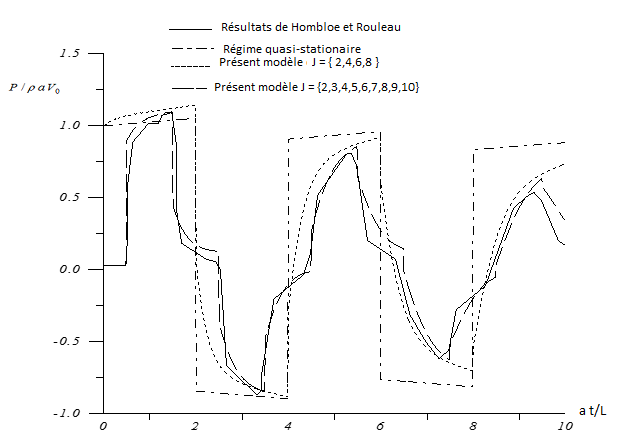 Résultats de Hombloe et Rouleau
Régime quasi-stationaire
Présent modèle J = { 2,4,6,8 }
Présent modèle J = {2,3,4,5,6,7,8,9,10}
P / ρ a V₀
1.5
1.0
0.5
0.0
-0.5
-1.0
0 2 4 6 8 10
a t/L